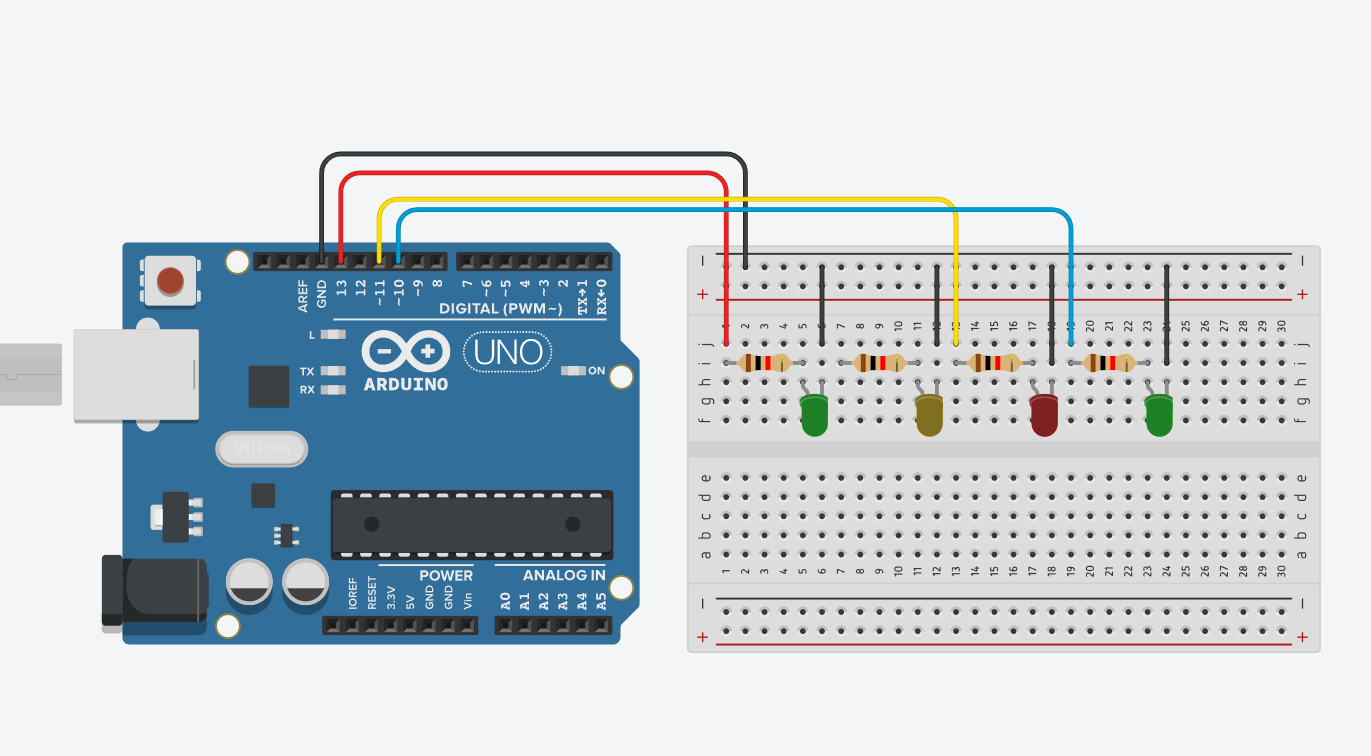 − −
+ +
1 2 3 4 5 6 7 8 9 10 11 12 13 14 15 16 17 18 19 20 21 22 23 24 25 26 27 28 29 30
j j
i i
h h
g g
f f
e e
d d
c c
b b
a a
1 2 3 4 5 6 7 8 9 10 11 12 13 14 15 16 17 18 19 20 21 22 23 24 25 26 27 28 29 30
− −
+ +
AREF GND 13 12 ~11 ~10 ~9 8 7 ~6 ~5 4 ~3 2 TX→1 RX←0
DIGITAL (PWM~)
L
TX
RX
UNO
ARDUINO
ON
SPK16.000G
POWER ANALOG IN
IOREF RESET 3.3V 5V GND GND Vin A0 A1 A2 A3 A4 A5